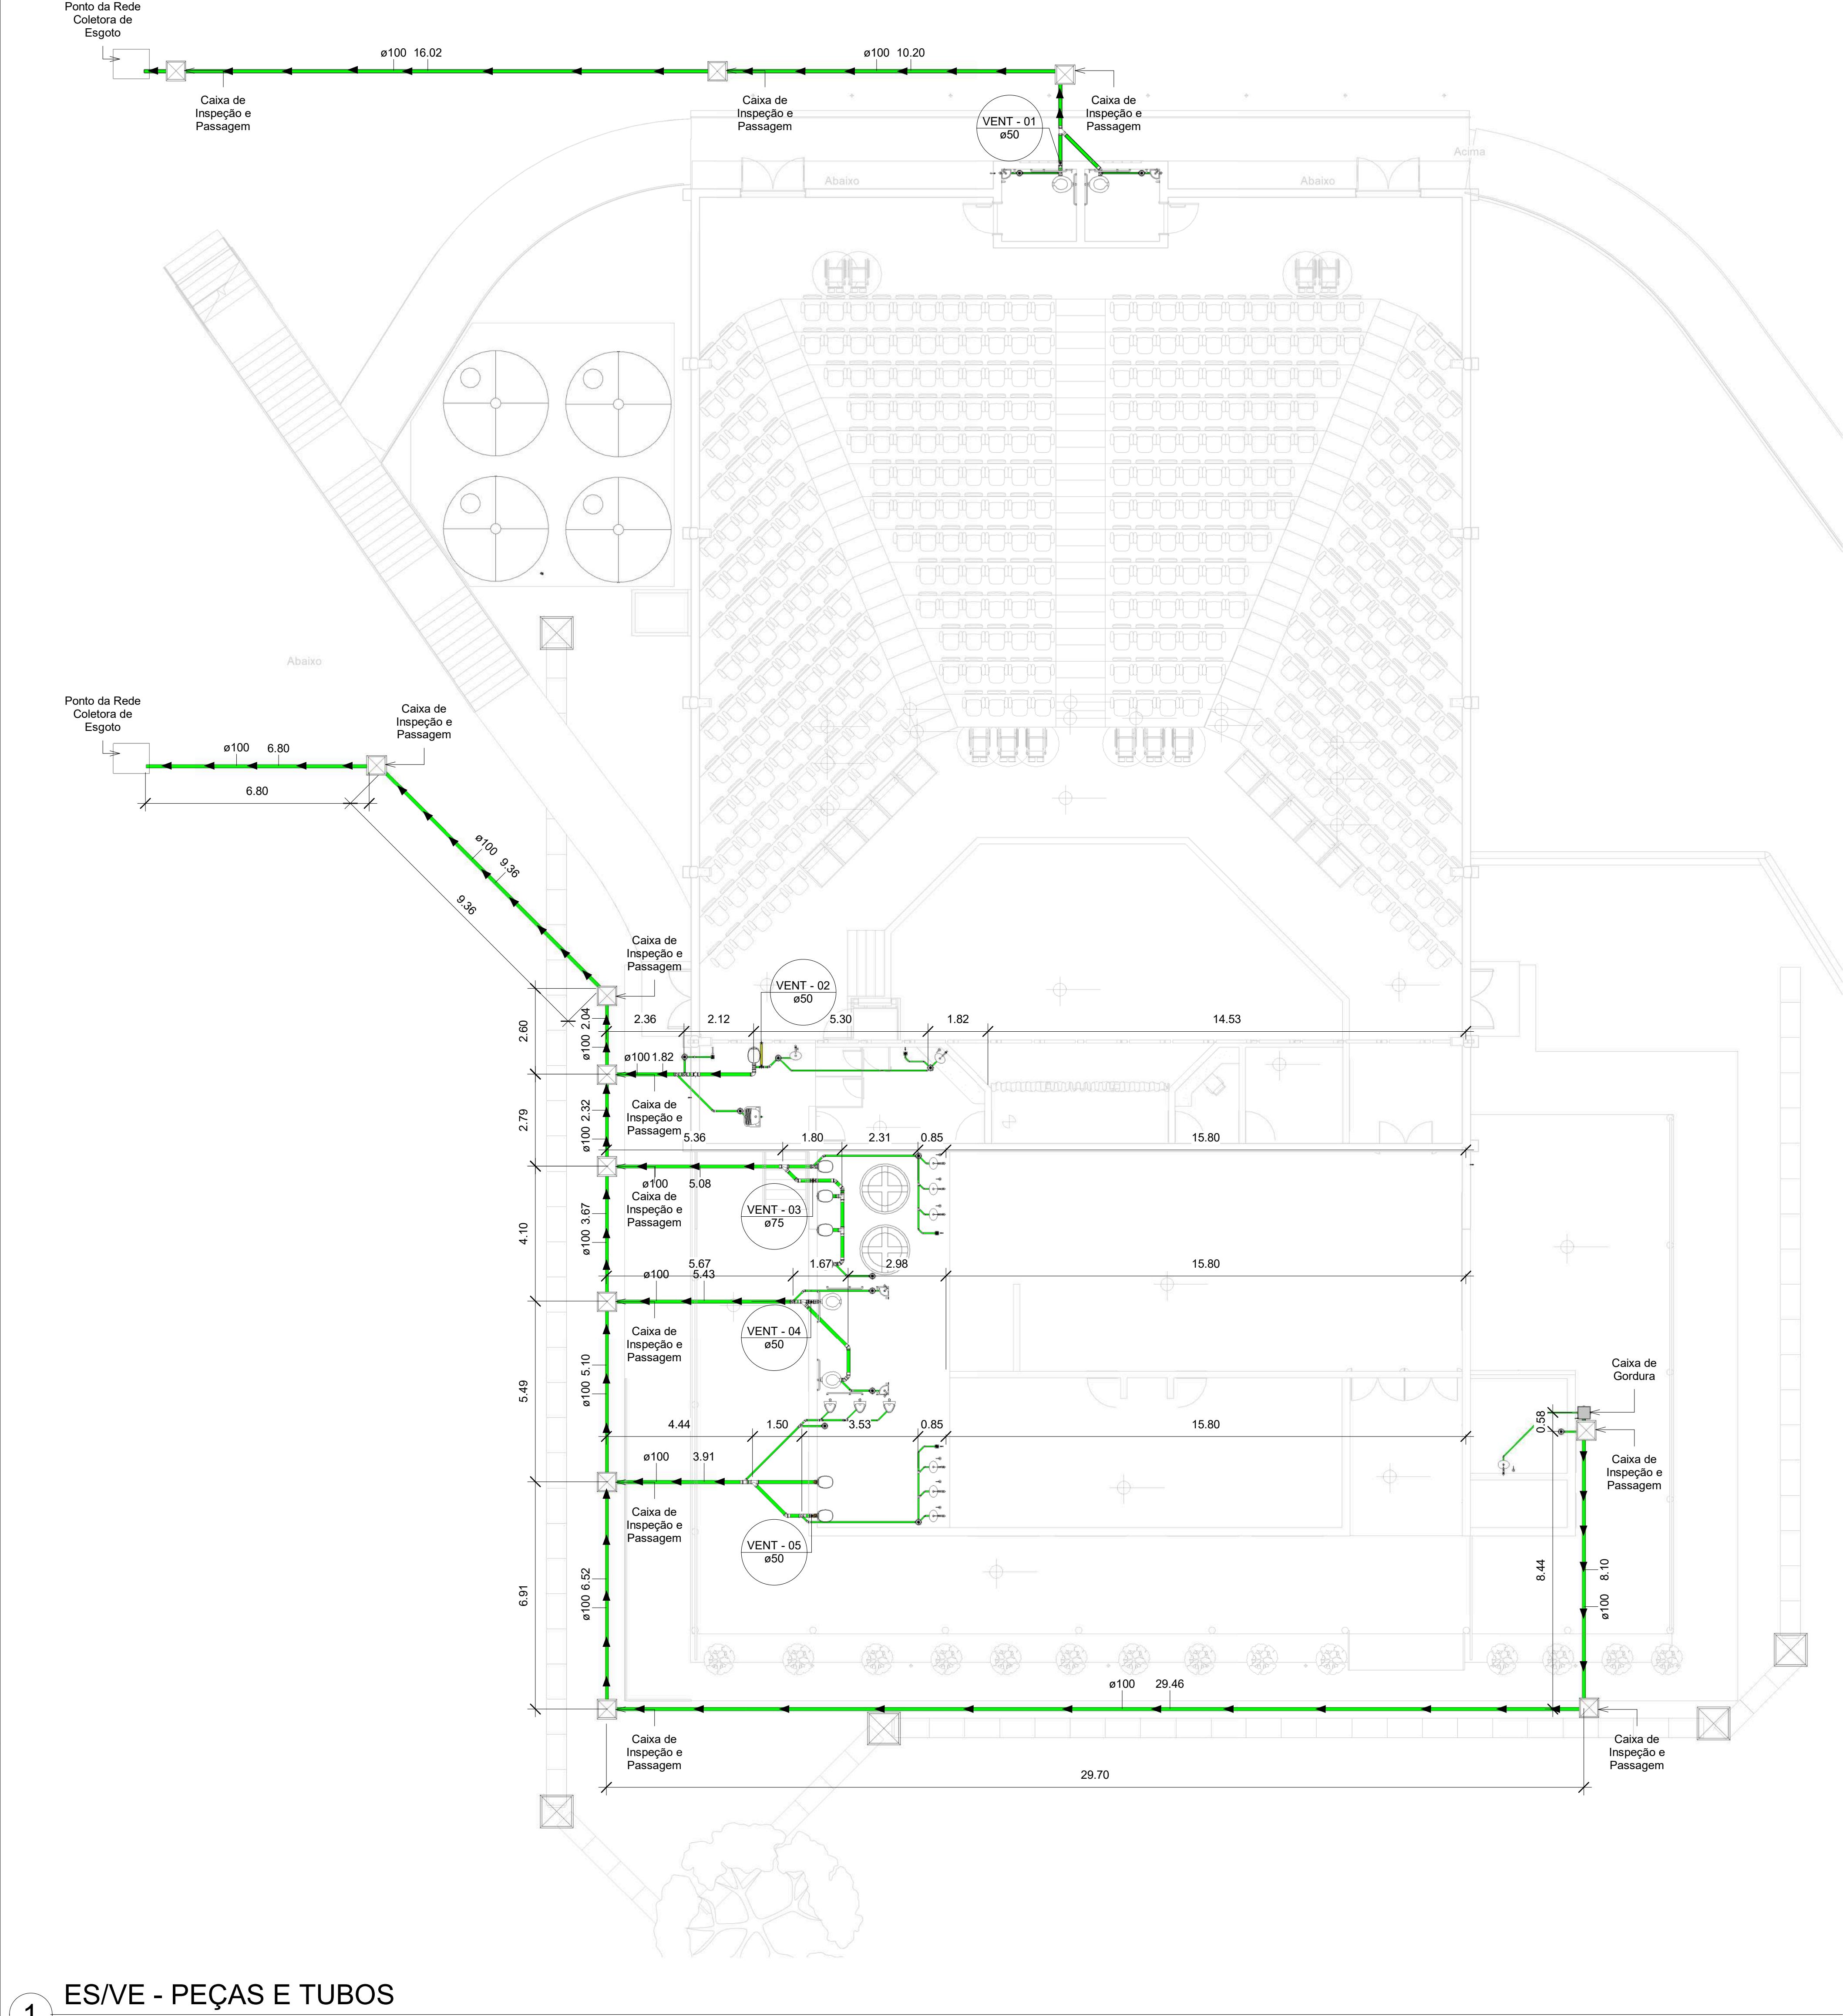 Ponto da Rede
Coletora de
Esgoto
ø100 16.02
ø100 10.20
Caixa de
Inspeção e
Passagem
Caixa de
Inspeção e
Passagem
Caixa de
Inspeção e
Passagem
VENT - 01
ø50
Acima
Abaixo
Abaixo
Abaixo
Ponto da Rede
Coletora de
Esgoto
Caixa de
Inspeção e
Passagem
ø100 6.80
6.80
ø100 9.36
9.36
Caixa de
Inspeção e
Passagem
VENT - 02
ø50
2.60
ø100 2.04
2.36
2.12
5.30
1.82
14.53
ø100 1.82
Caixa de
Inspeção e
Passagem
2.79
ø100 2.32
5.36
1.80
2.31
0.85
15.80
ø100 5.08
Caixa de
Inspeção e
Passagem
VENT - 03
ø75
4.10
ø100 3.67
5.67
1.67
2.98
15.80
ø100 5.43
Caixa de
Inspeção e
Passagem
VENT - 04
ø50
Caixa de
Gordura
5.49
ø100 5.10
4.44
1.50
3.53
0.85
15.80
0.58
ø100 3.91
Caixa de
Inspeção e
Passagem
Caixa de
Inspeção e
Passagem
VENT - 05
ø50
6.91
ø100 6.52
8.44
ø100 8.10
ø100 29.46
Caixa de
Inspeção e
Passagem
Caixa de
Inspeção e
Passagem
29.70
1
ES/VE - PEÇAS E TUBOS